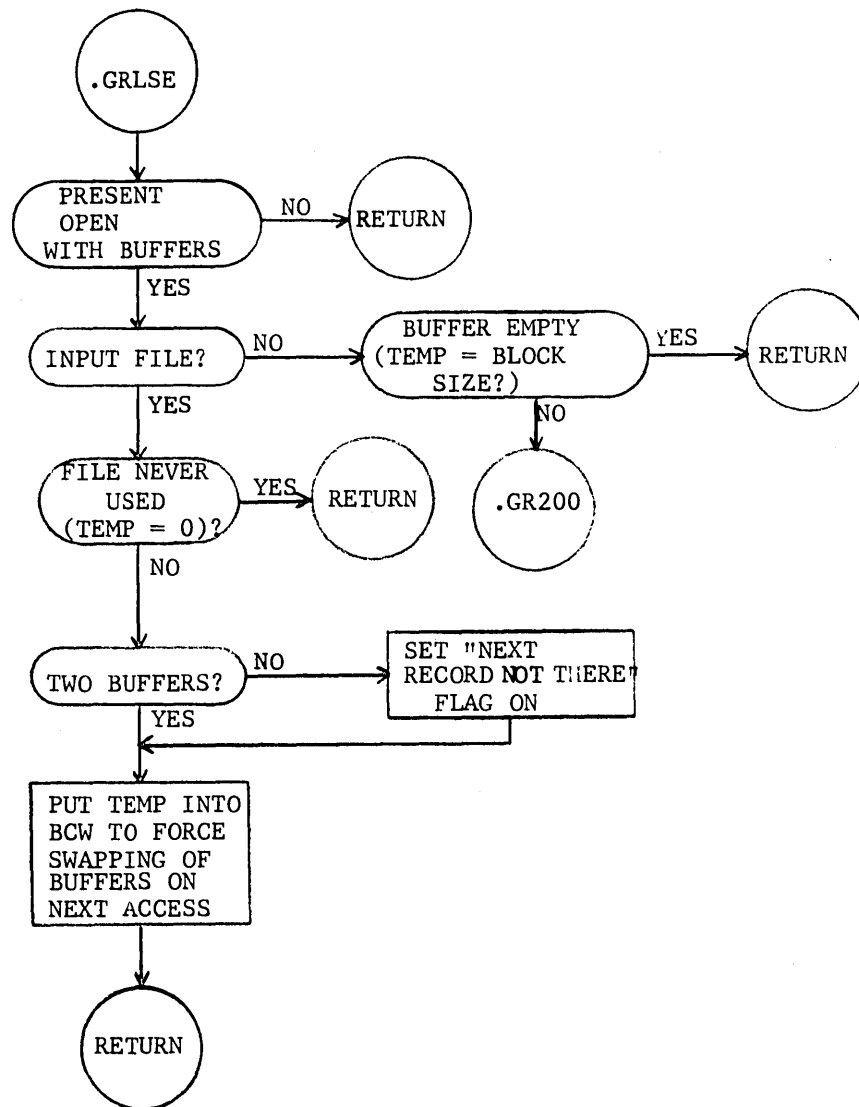 .GRLSE
PRESENT
OPEN
WITH BUFFERS
NO
RETURN
YES
INPUT FILE?
NO
BUFFER EMPTY
(TEMP = BLOCK
SIZE?)
YES
RETURN
YES
NO
FILE NEVER
USED
(TEMP = 0)?
YES
RETURN
.GR200
NO
TWO BUFFERS?
NO
SET "NEXT
RECORD NOT THERE"
FLAG ON
YES
PUT TEMP INTO
BCW TO FORCE
SWAPPING OF
BUFFERS ON
NEXT ACCESS
RETURN